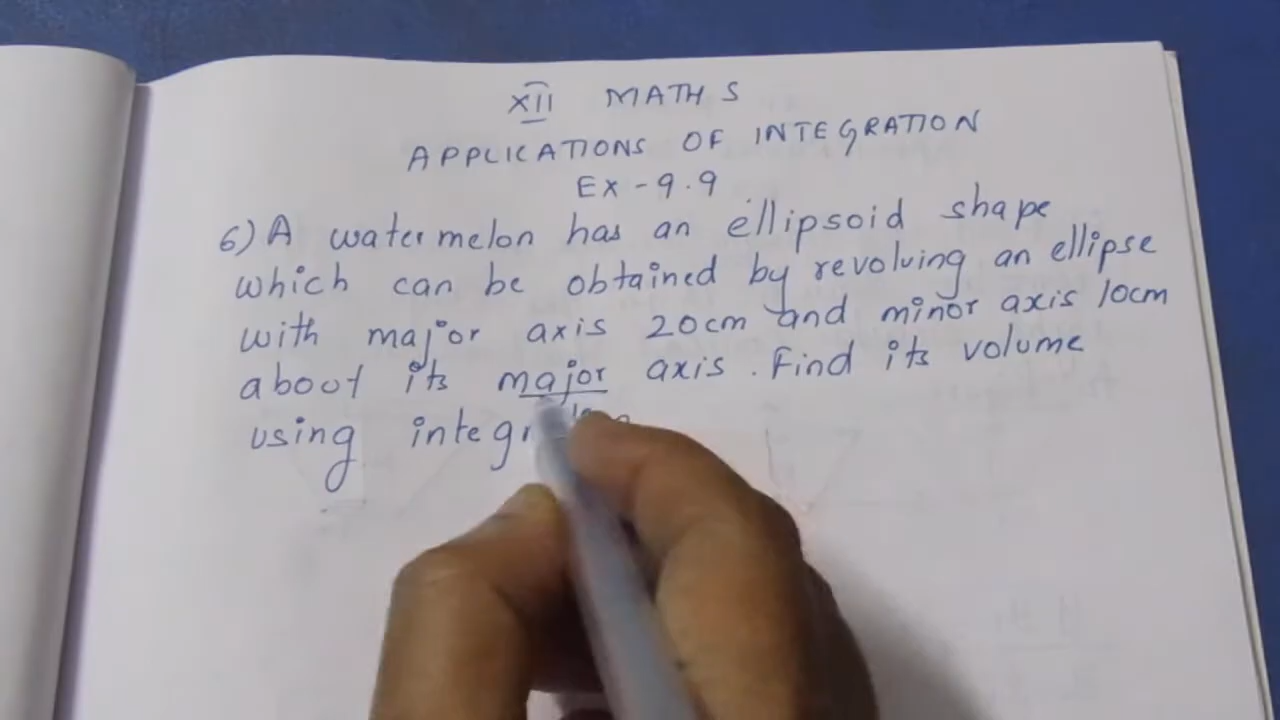 XII MATHS
APPLICATIONS OF INTEGRATION
Ex - 9.9
6) A watermelon has an ellipsoid shape
which can be obtained by revolving an ellipse
with major axis 20cm and minor axis 10cm
about its major axis. Find its volume
using